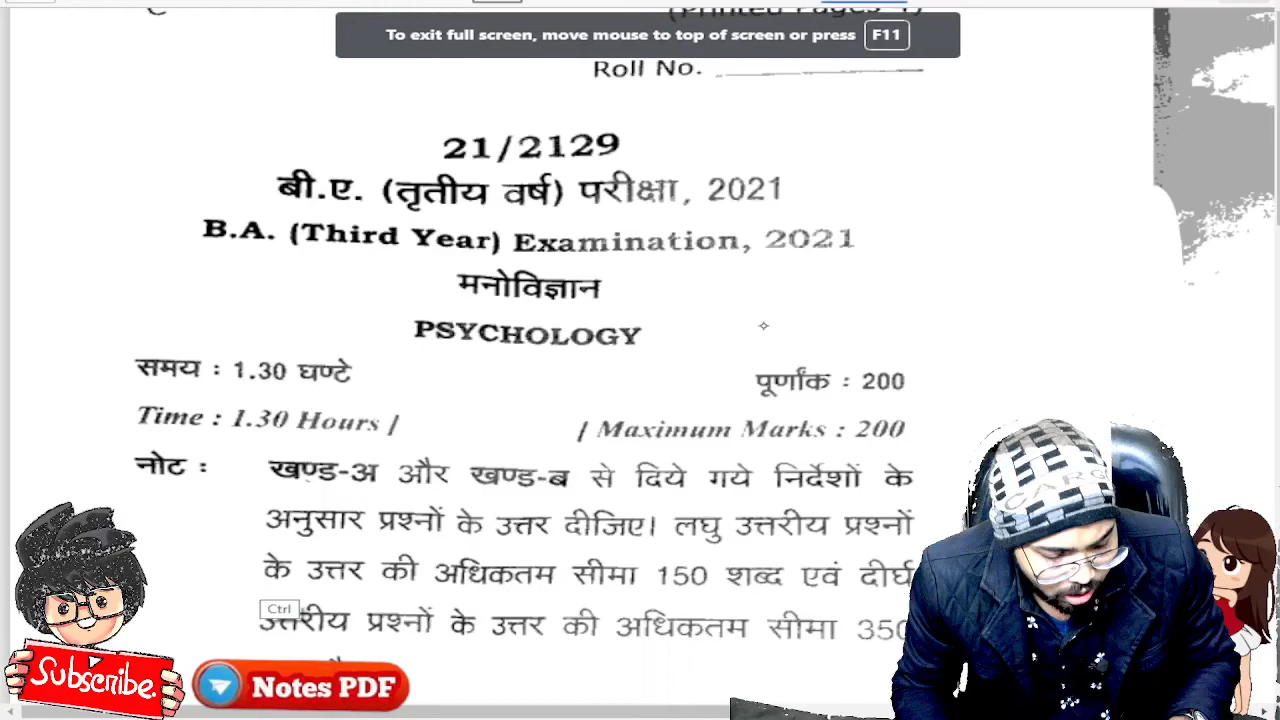 (Printed Pages 4)
To exit full screen, move mouse to top of screen or press F11
Roll No.
21/2129
बी.ए. (तृतीय वर्ष) परीक्षा, 2021
B.A. (Third Year) Examination, 2021
मनोविज्ञान
PSYCHOLOGY
समय : 1.30 घण्टे
पूर्णांक : 200
Time : 1.30 Hours ]
[ Maximum Marks : 200
नोट : खण्ड-अ और खण्ड-ब से दिये गये निर्देशों के
अनुसार प्रश्नों के उत्तर दीजिए। लघु उत्तरीय प्रश्नों
के उत्तर की अधिकतम सीमा 150 शब्द एवं दीर्घ
Ctrl
उत्तरीय प्रश्नों के उत्तर की अधिकतम सीमा 350
Subscribe.
Notes PDF